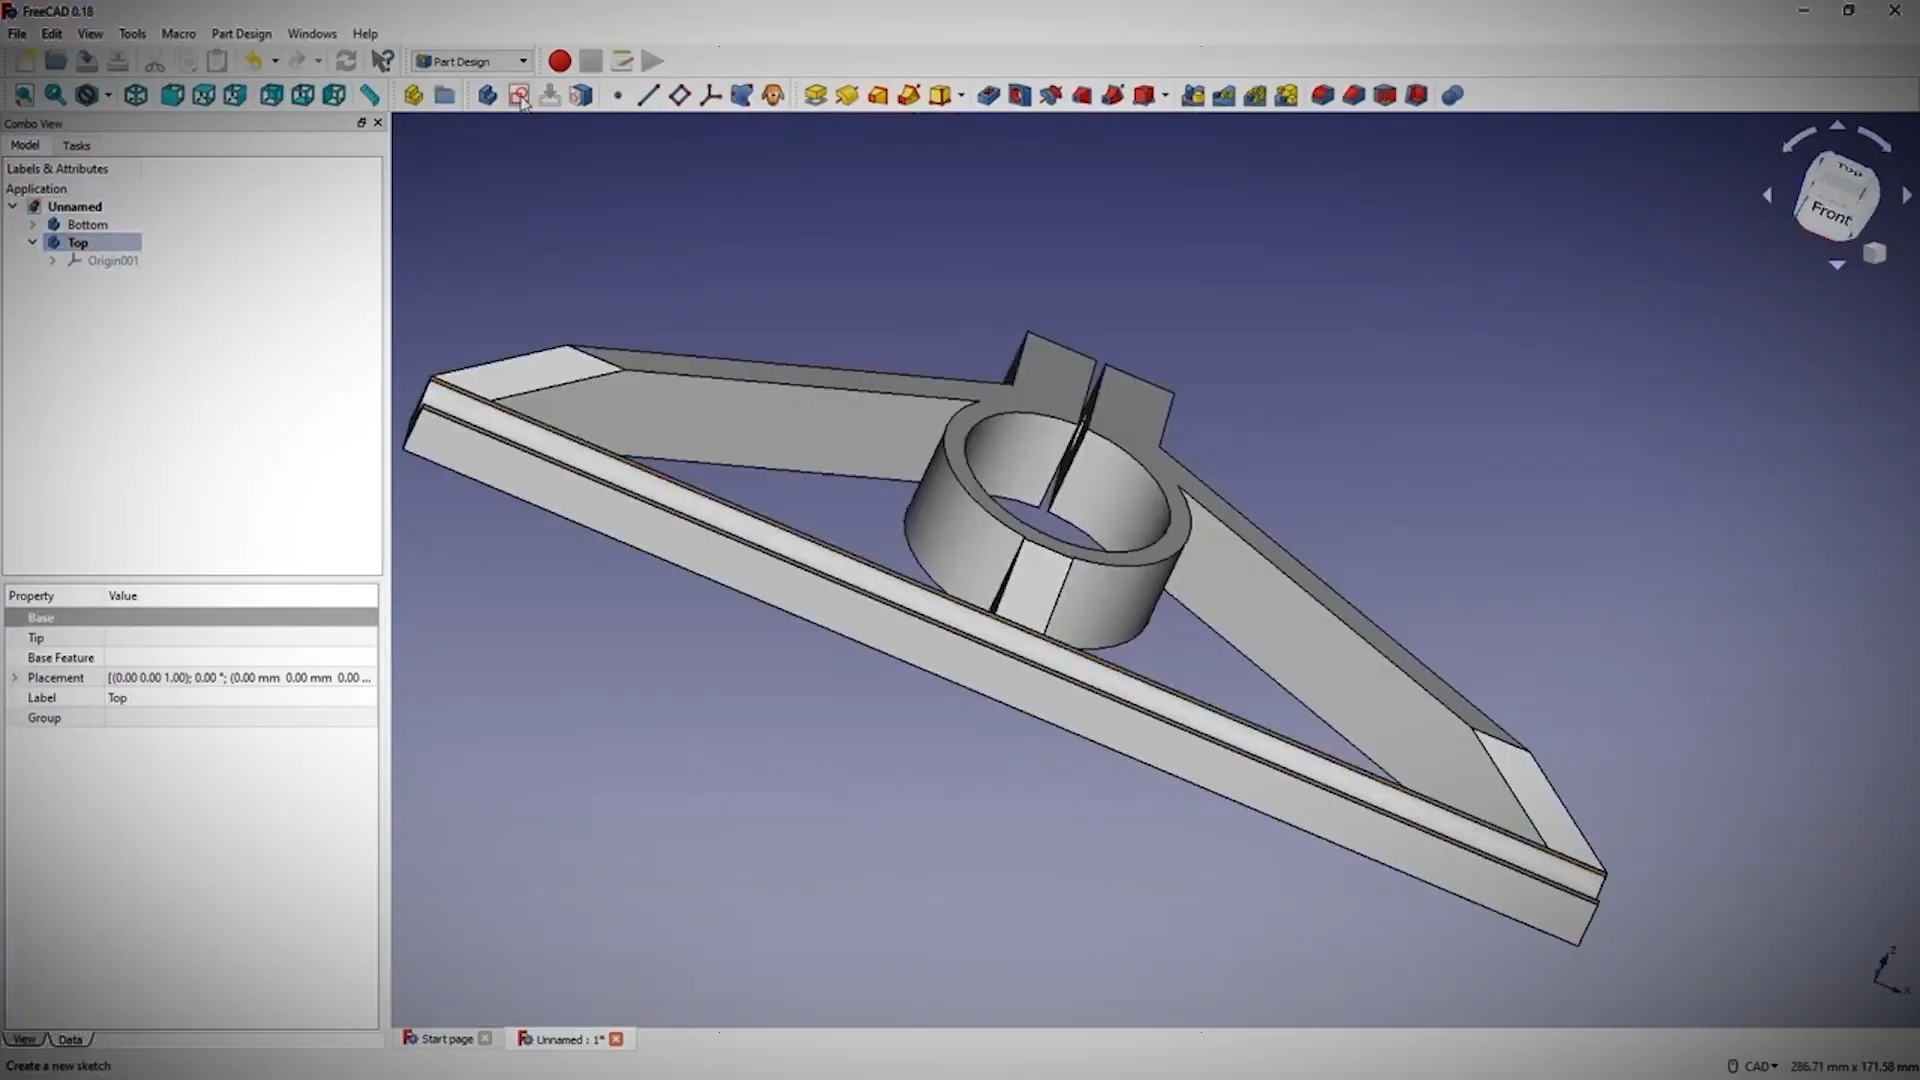 FreeCAD 0.18
File Edit View Tools Macro Part Design Windows Help
Part Design
Combo View
Model Tasks
Labels & Attributes
Application
Unnamed
Bottom
Top
Origin001
Top
Front
Property Value
Base
Tip
Base Feature
Placement [(0.00 0.00 1.00); 0.00 °; (0.00 mm 0.00 mm 0.00 ...
Label Top
Group
Z
X
View Data
Start page Unnamed : 1*
Create a new sketch CAD 286.71 mm x 171.58 mm